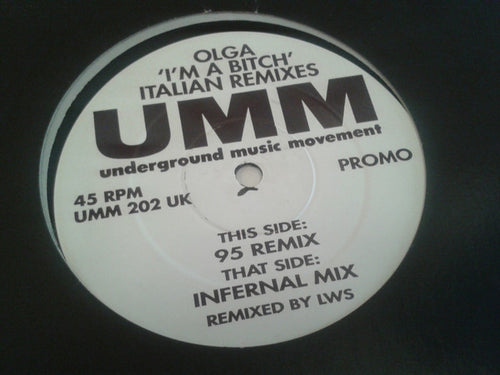 OLGA
'I'M A BITCH'
ITALIAN REMIXES
UMM
underground music movement
PROMO
45 RPM
UMM 202 UK
THIS SIDE:
95 REMIX
THAT SIDE:
INFERNAL MIX
REMIXED BY LWS